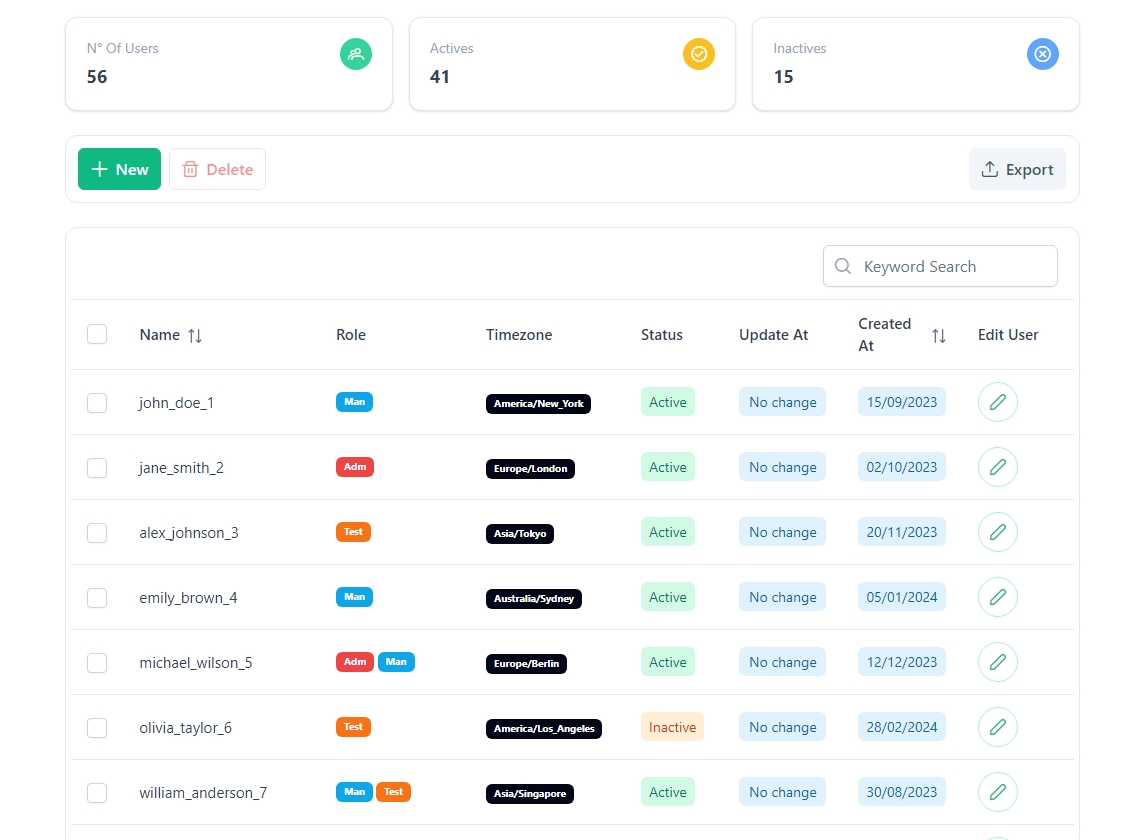 N° Of Users
56
Actives
41
Inactives
15
New Delete Export
Keyword Search
Name Role Timezone Status Update At Created At Edit User
john_doe_1 Man America/New_York Active No change 15/09/2023
jane_smith_2 Adm Europe/London Active No change 02/10/2023
alex_johnson_3 Test Asia/Tokyo Active No change 20/11/2023
emily_brown_4 Man Australia/Sydney Active No change 05/01/2024
michael_wilson_5 Adm Man Europe/Berlin Active No change 12/12/2023
olivia_taylor_6 Test America/Los_Angeles Inactive No change 28/02/2024
william_anderson_7 Man Test Asia/Singapore Active No change 30/08/2023